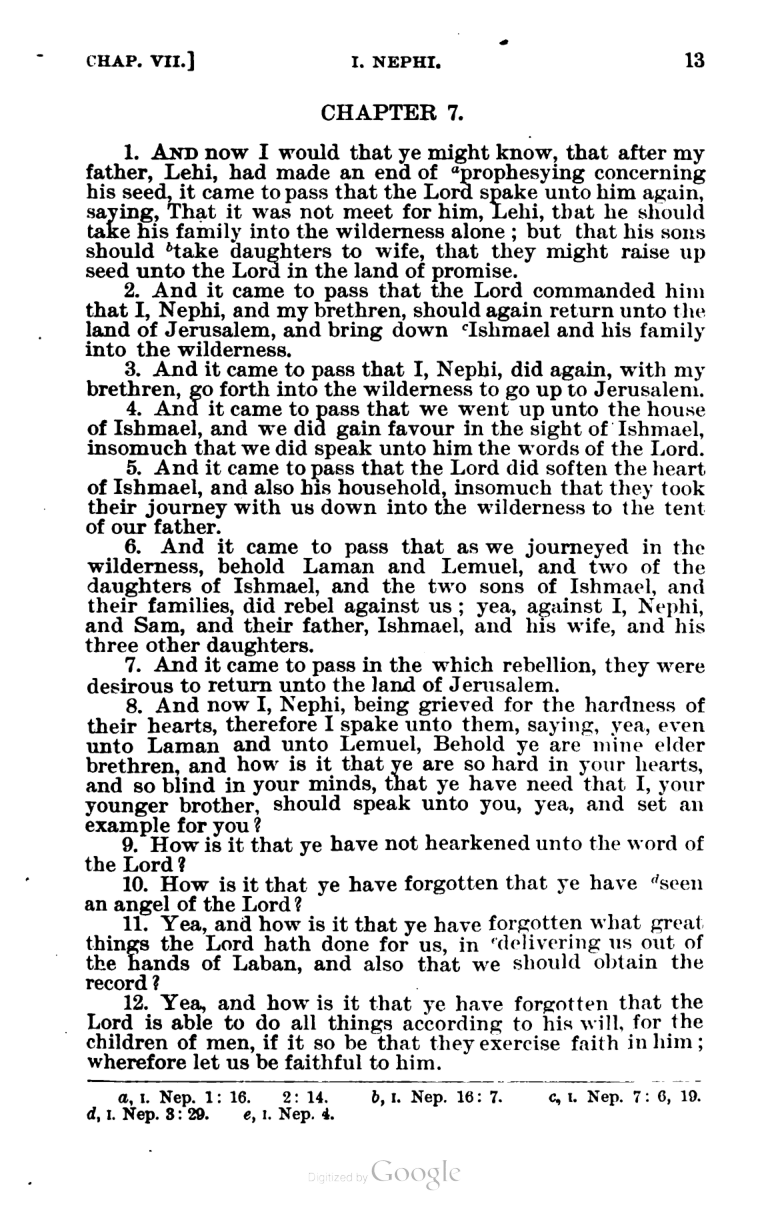 CHAP. VII.] I. NEPHI. 13
CHAPTER 7.
1. AND now I would that ye might know, that after my
father, Lehi, had made an end of ᵃprophesying concerning
his seed, it came to pass that the Lord spake unto him again,
saying, That it was not meet for him, Lehi, that he should
take his family into the wilderness alone; but that his sons
should ᵇtake daughters to wife, that they might raise up
seed unto the Lord in the land of promise.
2. And it came to pass that the Lord commanded him
that I, Nephi, and my brethren, should again return unto the
land of Jerusalem, and bring down ᶜIshmael and his family
into the wilderness.
3. And it came to pass that I, Nephi, did again, with my
brethren, go forth into the wilderness to go up to Jerusalem.
4. And it came to pass that we went up unto the house
of Ishmael, and we did gain favour in the sight of Ishmael,
insomuch that we did speak unto him the words of the Lord.
5. And it came to pass that the Lord did soften the heart
of Ishmael, and also his household, insomuch that they took
their journey with us down into the wilderness to the tent
of our father.
6. And it came to pass that as we journeyed in the
wilderness, behold Laman and Lemuel, and two of the
daughters of Ishmael, and the two sons of Ishmael, and
their families, did rebel against us; yea, against I, Nephi,
and Sam, and their father, Ishmael, and his wife, and his
three other daughters.
7. And it came to pass in the which rebellion, they were
desirous to return unto the land of Jerusalem.
8. And now I, Nephi, being grieved for the hardness of
their hearts, therefore I spake unto them, saying, yea, even
unto Laman and unto Lemuel, Behold ye are mine elder
brethren, and how is it that ye are so hard in your hearts,
and so blind in your minds, that ye have need that I, your
younger brother, should speak unto you, yea, and set an
example for you?
9. How is it that ye have not hearkened unto the word of
the Lord?
10. How is it that ye have forgotten that ye have ᵈseen
an angel of the Lord?
11. Yea, and how is it that ye have forgotten what great
things the Lord hath done for us, in ᵉdelivering us out of
the hands of Laban, and also that we should obtain the
record?
12. Yea, and how is it that ye have forgotten that the
Lord is able to do all things according to his will, for the
children of men, if it so be that they exercise faith in him;
wherefore let us be faithful to him.
a, I. Nep. 1: 16. 2: 14. b, I. Nep. 16: 7. c, I. Nep. 7: 6, 19.
d, I. Nep. 3: 29. e, I. Nep. 4.
Digitized by Google